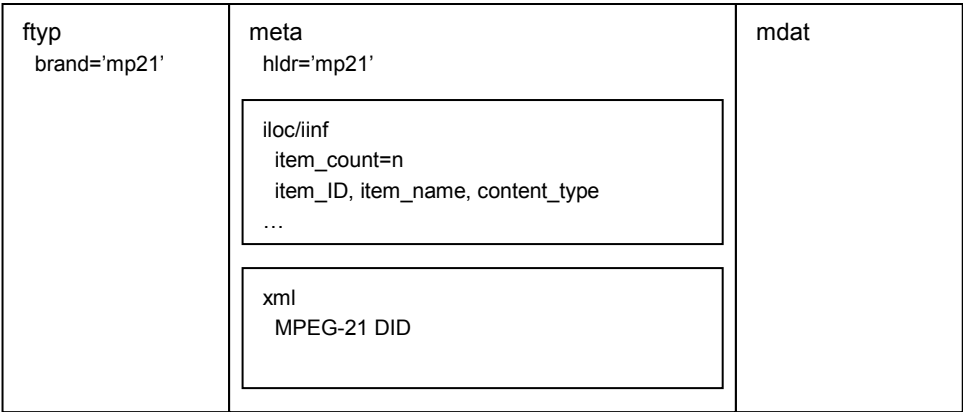 ftyp
brand=’mp21’
meta
hldr=’mp21’
iloc/iinf
item_count=n
item_ID, item_name, content_type
…
xml
MPEG-21 DID
mdat